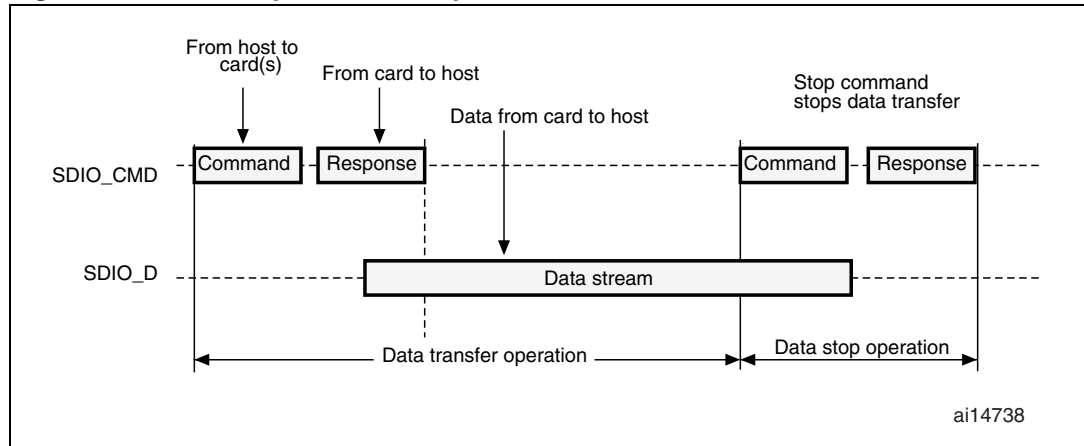 From host to
card(s)
From card to host
Data from card to host
Stop command
stops data transfer
SDIO_CMD
Command
Response
Command
Response
SDIO_D
Data stream
Data transfer operation
Data stop operation
ai14738